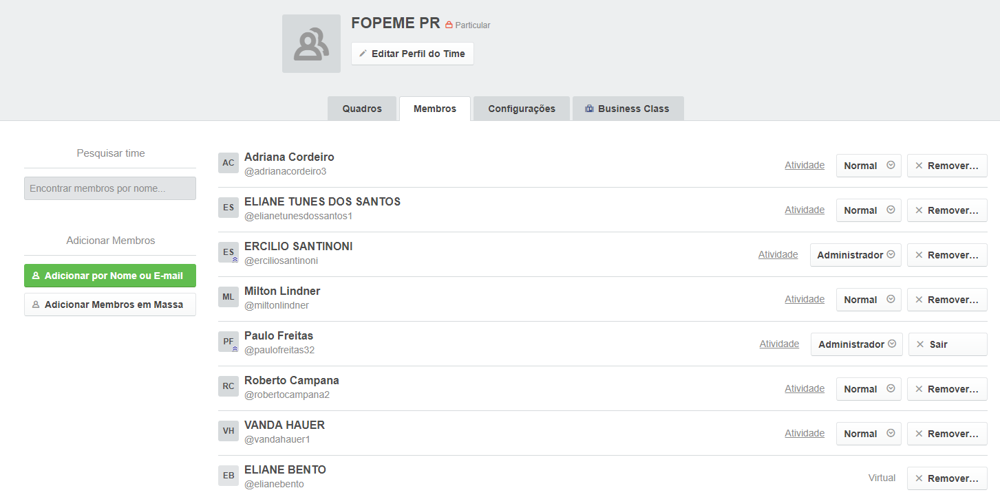 FOPEME PR Particular
Editar Perfil do Time
Quadros Membros Configurações Business Class
Pesquisar time
Encontrar membros por nome...
Adicionar Membros
Adicionar por Nome ou E-mail
Adicionar Membros em Massa
AC Adriana Cordeiro
@adrianacordeiro3
Atividade Normal Remover...
ES ELIANE TUNES DOS SANTOS
@elianetunesdossantos1
Atividade Normal Remover...
ES ERCILIO SANTINONI
@erciliosantinoni
Atividade Administrador Remover...
ML Milton Lindner
@miltonlindner
Atividade Normal Remover...
PF Paulo Freitas
@paulofreitas32
Atividade Administrador Sair
RC Roberto Campana
@robertocampana2
Atividade Normal Remover...
VH VANDA HAUER
@vandahauer1
Atividade Normal Remover...
EB ELIANE BENTO
@elianebento
Virtual Remover...